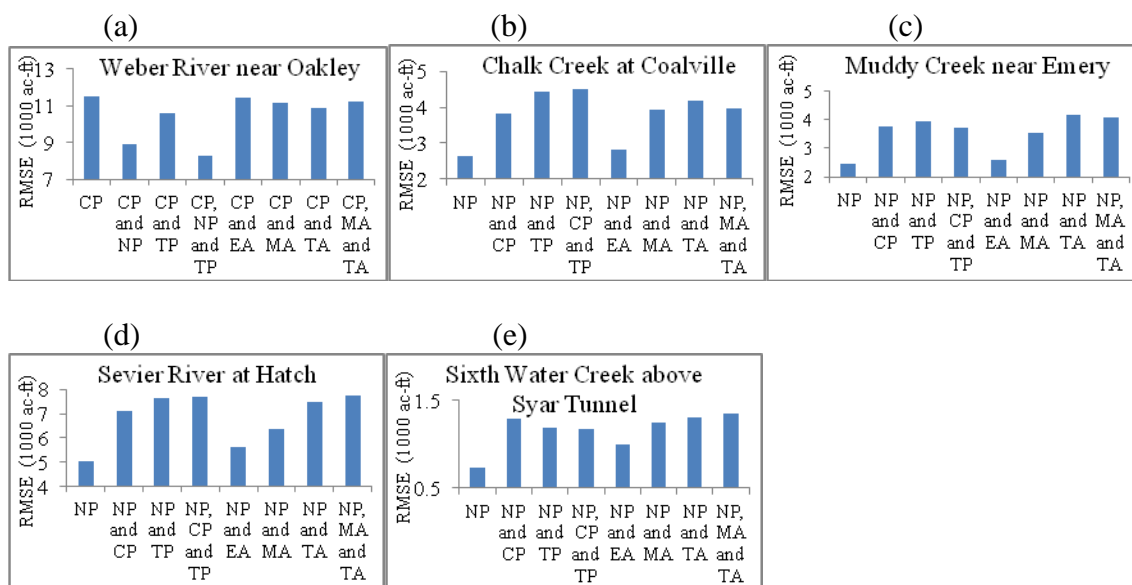 (a)
Weber River near Oakley
RMSE (1000 ac-ft)
13
11
9
7
CP
CP and NP
CP and TP
CP, NP and TP
CP and EA
CP and MA
CP and TA
CP, MA and TA
(b)
Chalk Creek at Coalville
RMSE (1000 ac-ft)
5
4
3
2
NP
NP and CP
NP and TP
NP, CP and TP
NP and EA
NP and MA
NP and TA
NP, MA and TA
(c)
Muddy Creek near Emery
RMSE (1000 ac-ft)
5
4
3
2
NP
NP and CP
NP and TP
NP, CP and TP
NP and EA
NP and MA
NP and TA
NP, MA and TA
(d)
Sevier River at Hatch
RMSE (1000 ac-ft)
8
7
6
5
4
NP
NP and CP
NP and TP
NP, CP and TP
NP and EA
NP and MA
NP and TA
NP, MA and TA
(e)
Sixth Water Creek above
Syar Tunnel
RMSE (1000 ac-ft)
1.5
0.5
NP
NP and CP
NP and TP
NP, CP and TP
NP and EA
NP and MA
NP and TA
NP, MA and TA